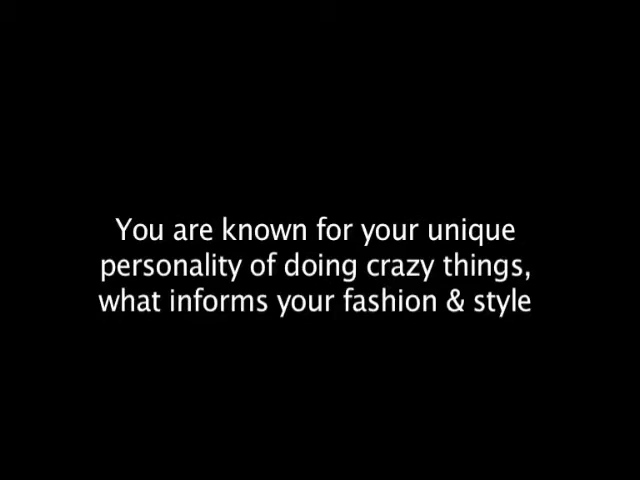 You are known for your unique
personality of doing crazy things,
what informs your fashion & style